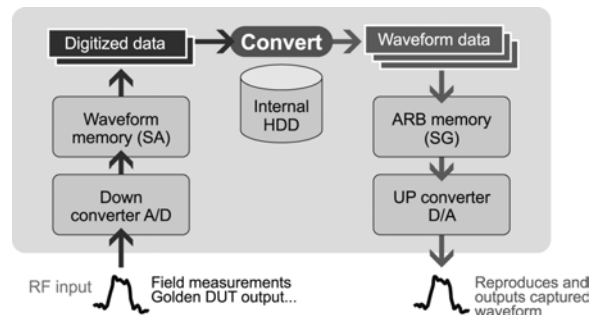 Digitized data
Convert
Waveform data
Internal
HDD
Waveform
memory (SA)
ARB memory
(SG)
Down
converter A/D
UP converter
D/A
RF input
Field measurements
Golden DUT output...
Reproduces and
outputs captured
waveform